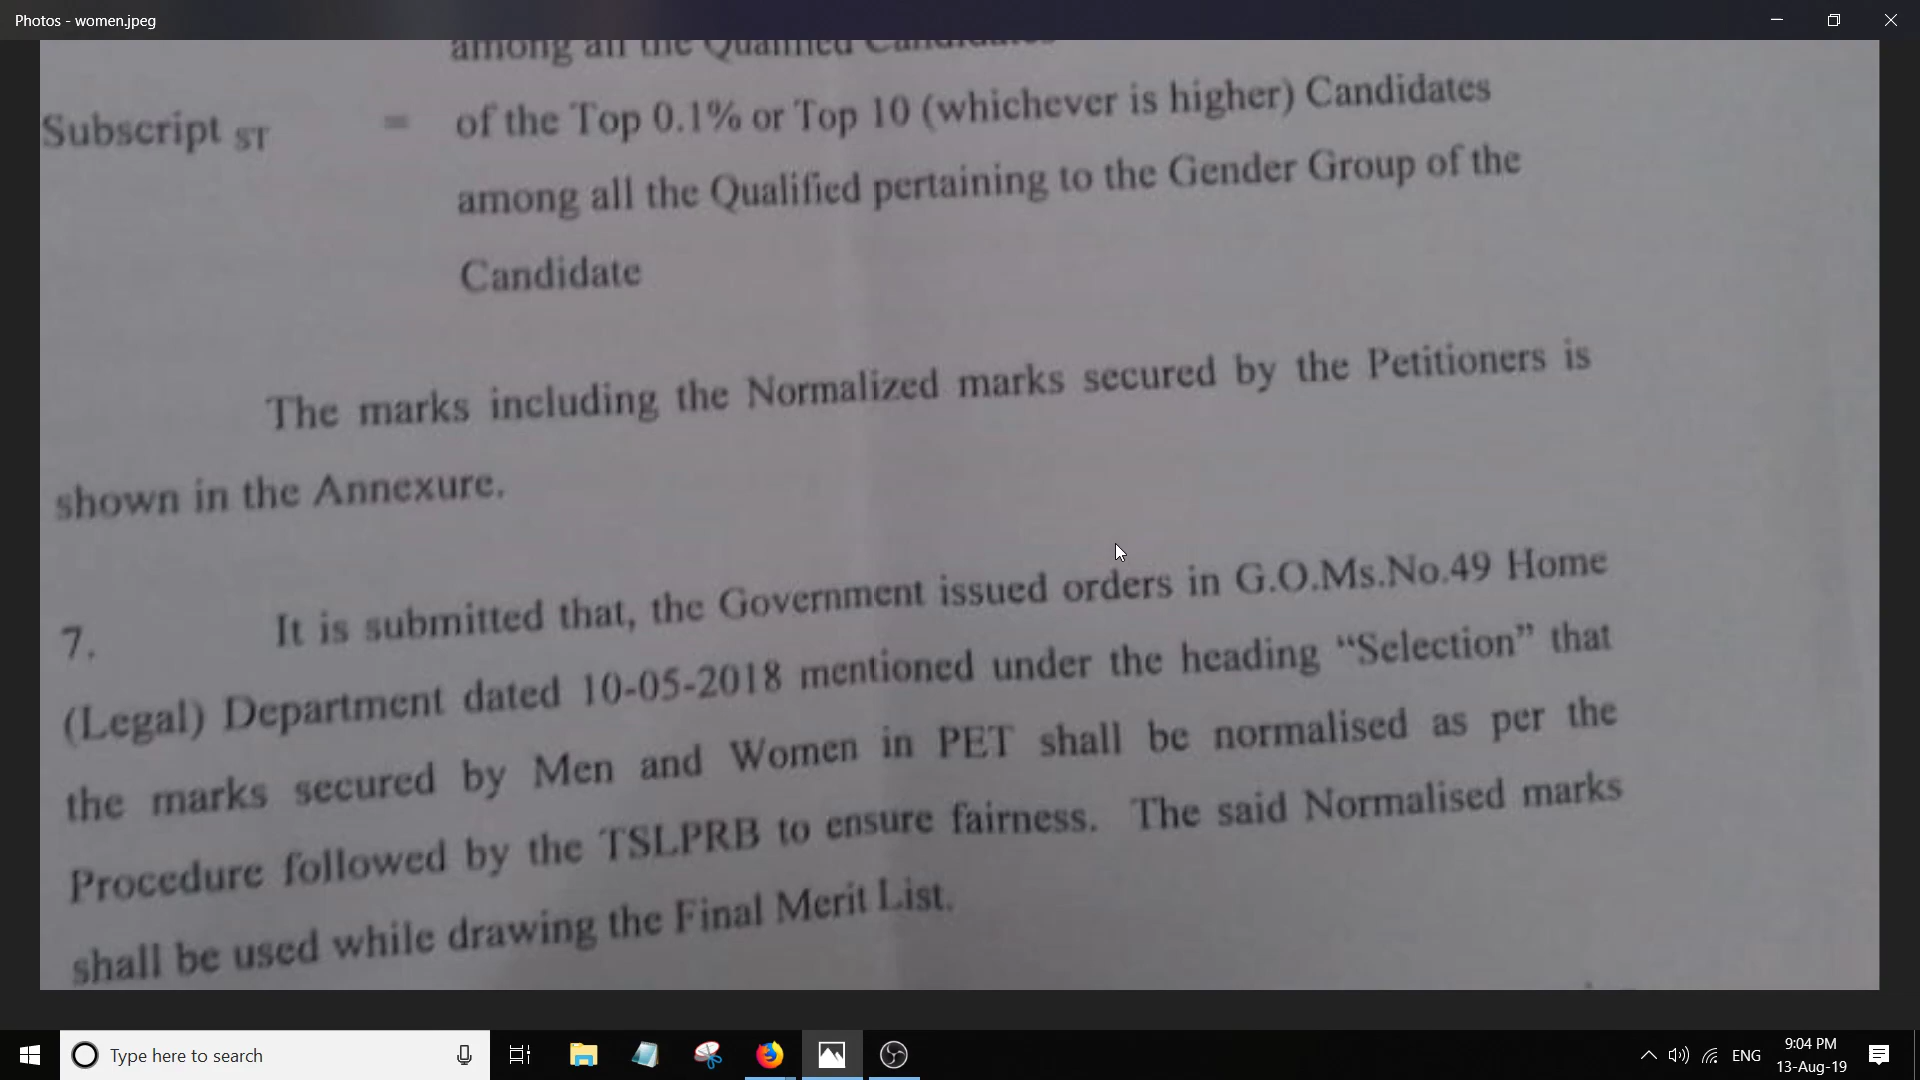 Photos - women.jpeg
among all the Qualified Candidates
Subscript ST = of the Top 0.1% or Top 10 (whichever is higher) Candidates
among all the Qualified pertaining to the Gender Group of the
Candidate
The marks including the Normalized marks secured by the Petitioners is
shown in the Annexure.
7. It is submitted that, the Government issued orders in G.O.Ms.No.49 Home
(Legal) Department dated 10-05-2018 mentioned under the heading “Selection” that
the marks secured by Men and Women in PET shall be normalised as per the
Procedure followed by the TSLPRB to ensure fairness. The said Normalised marks
shall be used while drawing the Final Merit List.
Type here to search
ENG
9:04 PM
13-Aug-19